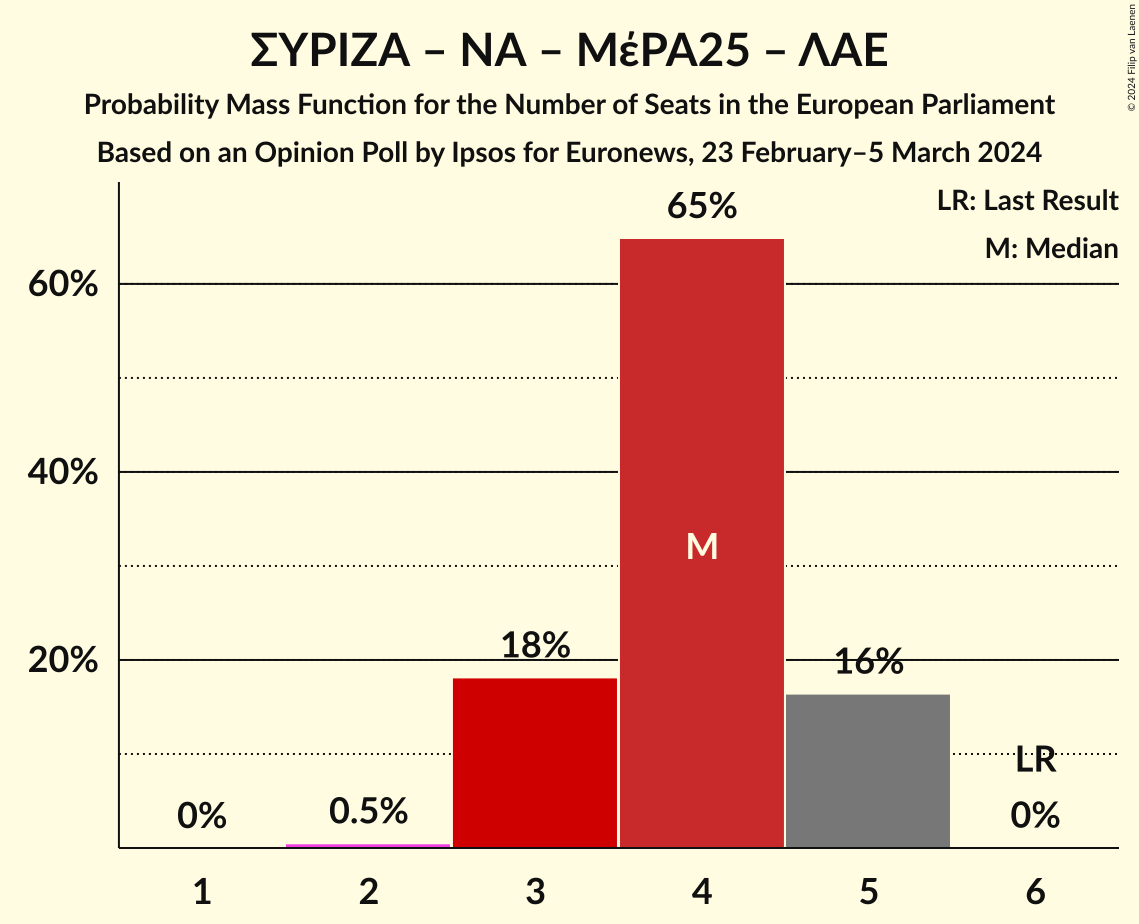 ΣΥΡΙΖΑ – ΝΑ – ΜέΡΑ25 – ΛΑΕ
Probability Mass Function for the Number of Seats in the European Parliament
Based on an Opinion Poll by Ipsos for Euronews, 23 February–5 March 2024
© 2024 Filip van Laenen
LR: Last Result
M: Median
65%
60%
40%
M
18%
20%
16%
LR
0%
0.5%
0%
1
2
3
4
5
6